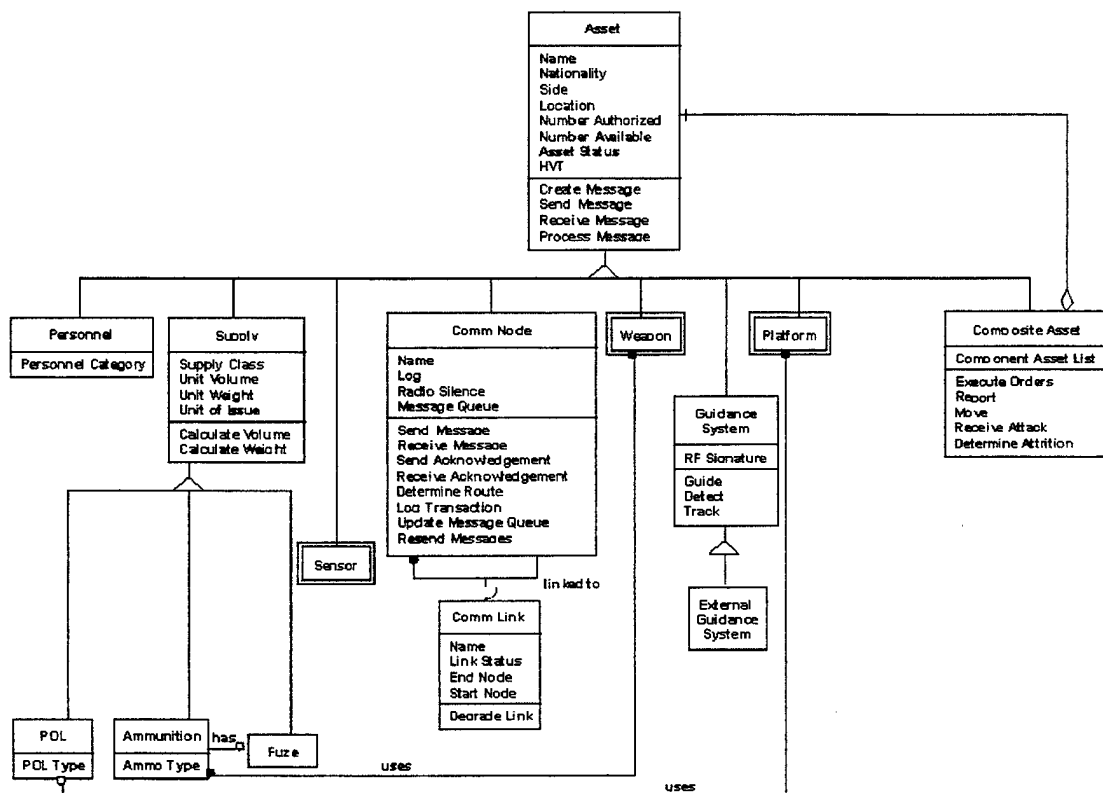 Asset
Name
Nationality
Side
Location
Number Authorized
Number Available
Asset Status
HVT
Create Message
Send Message
Receive Message
Process Message
Personnel
Personnel Category
Supply
Supply Class
Unit Volume
Unit Weight
Unit of Issue
Calculate Volume
Calculate Weight
Comm Node
Name
Log
Radio Silence
Message Queue
Send Message
Receive Message
Send Acknowledgement
Receive Acknowledgement
Determine Route
Log Transaction
Update Message Queue
Resend Messages
Weapon
Platform
Composite Asset
Component Asset List
Execute Orders
Report
Move
Receive Attack
Determine Attrition
Guidance
System
RF Signature
Guide
Detect
Track
Sensor
linked to
Comm Link
Name
Link Status
End Node
Start Node
Degrade Link
External
Guidance
System
POL
POL Type
Ammunition
Ammo Type
has
Fuze
uses
uses